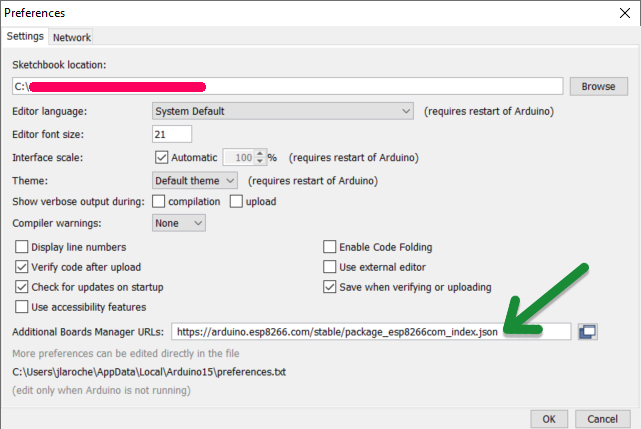 Preferences
Settings Network
Sketchbook location:
C:\ Browse
Editor language: System Default (requires restart of Arduino)
Editor font size: 21
Interface scale: Automatic 100 % (requires restart of Arduino)
Theme: Default theme (requires restart of Arduino)
Show verbose output during: compilation upload
Compiler warnings: None
Display line numbers Enable Code Folding
Verify code after upload Use external editor
Check for updates on startup Save when verifying or uploading
Use accessibility features
Additional Boards Manager URLs: https://arduino.esp8266.com/stable/package_esp8266com_index.json
More preferences can be edited directly in the file
C:\Users\jlaroche\AppData\Local\Arduino15\preferences.txt
(edit only when Arduino is not running)
OK Cancel